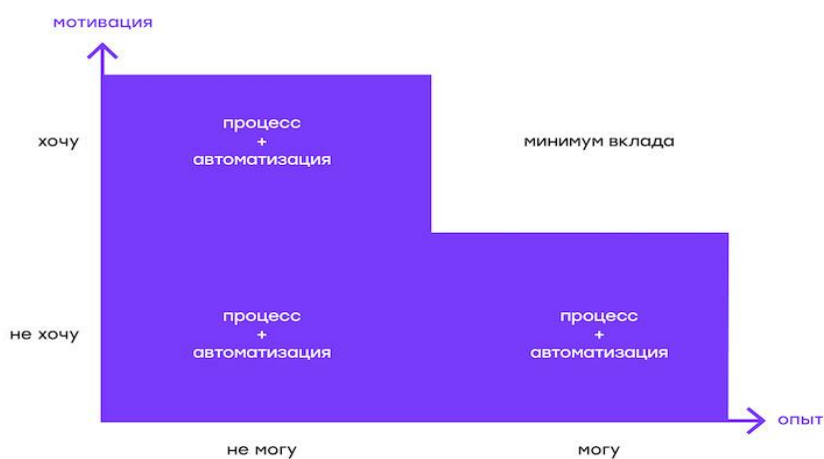 мотивация
хочу
процесс
+
автоматизация
минимум вклада
не хочу
процесс
+
автоматизация
процесс
+
автоматизация
опыт
не могу
могу